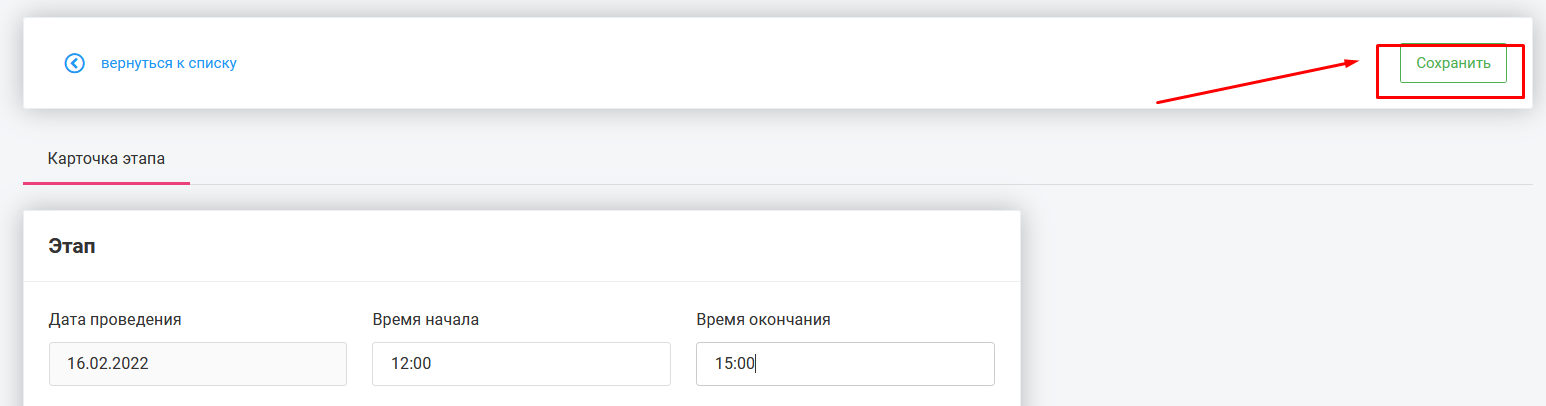 вернуться к списку
Сохранить
Карточка этапа
Этап
Дата проведения
Время начала
Время окончания
16.02.2022
12:00
15:00